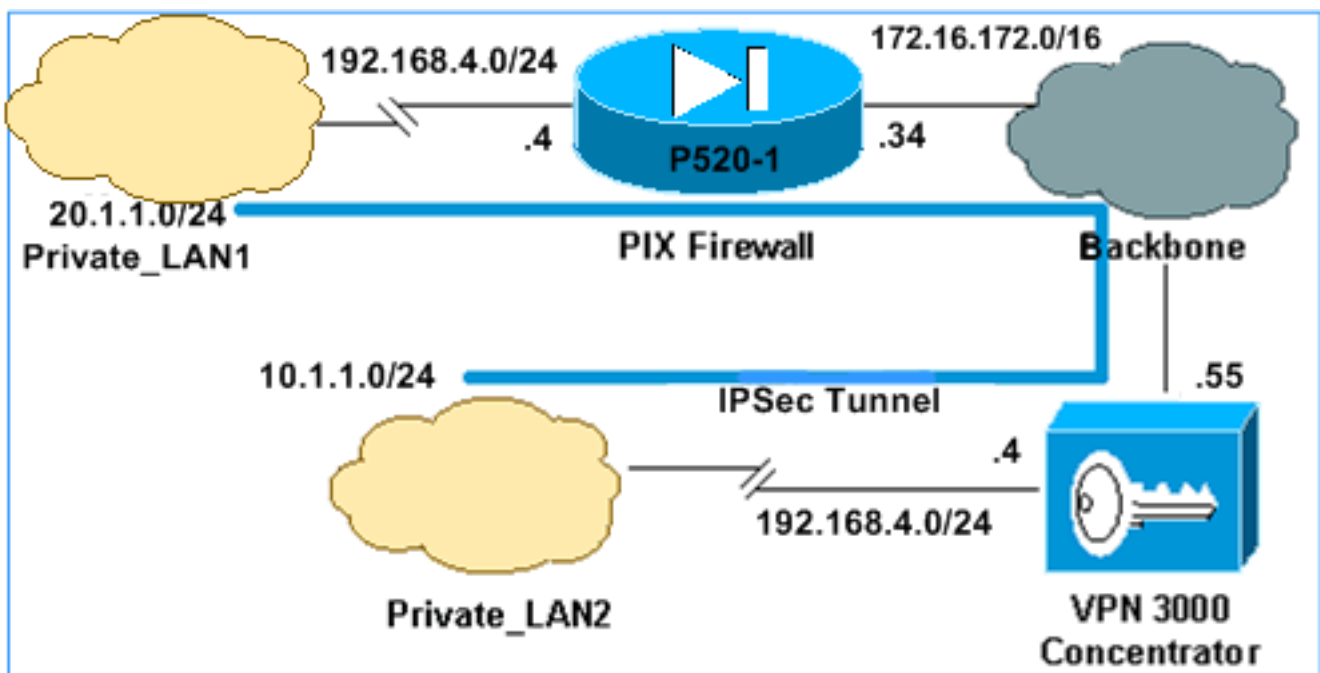 192.168.4.0/24
172.16.172.0/16
.4
.34
P520-1
20.1.1.0/24
Private_LAN1
PIX Firewall
Backbone
10.1.1.0/24
IPSec Tunnel
.55
.4
192.168.4.0/24
Private_LAN2
VPN 3000
Concentrator